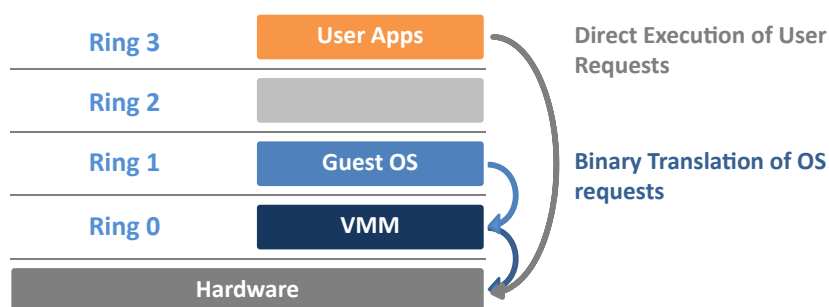 Ring 3
User Apps
Direct Execution of User
Requests
Ring 2
Ring 1
Guest OS
Binary Translation of OS
requests
Ring 0
VMM
Hardware